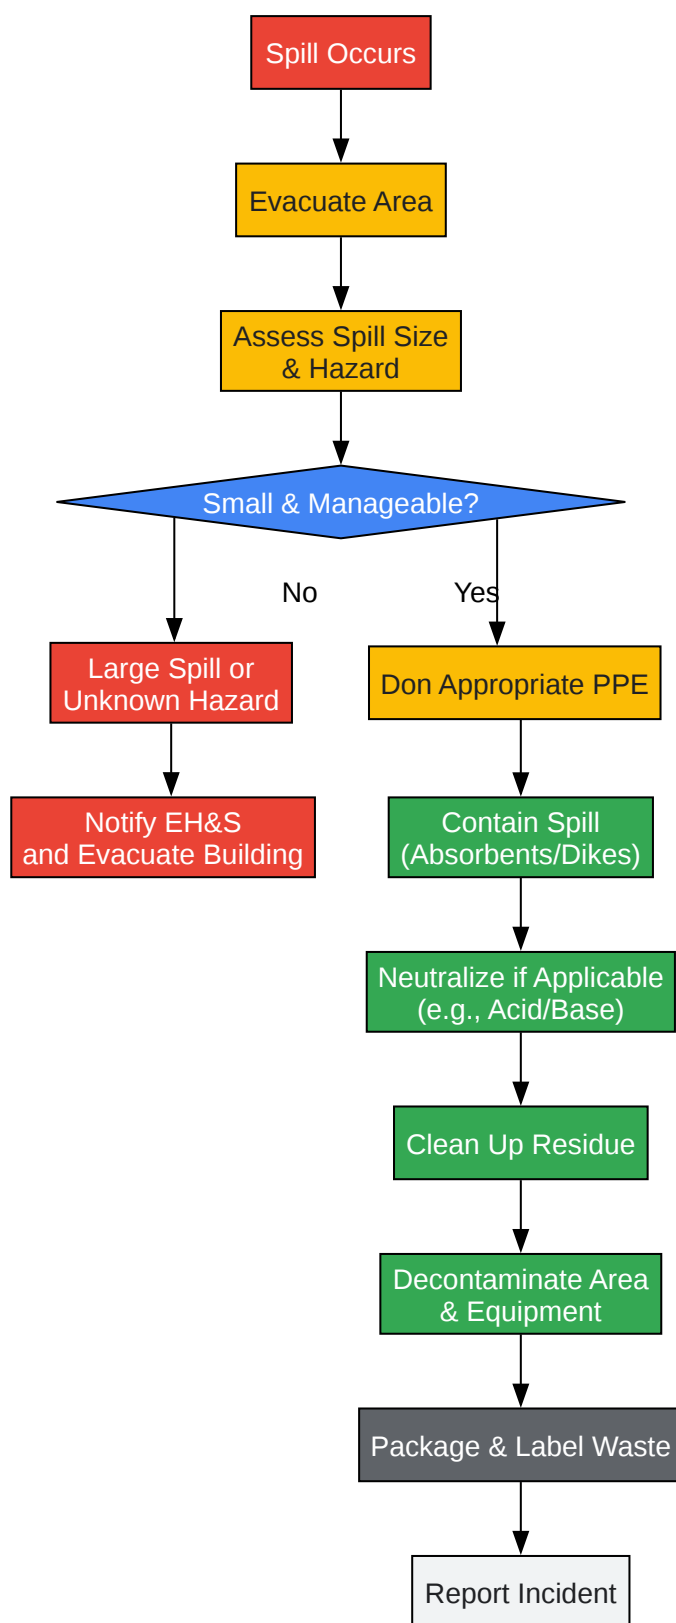 Spill Occurs
Evacuate Area
Assess Spill Size
& Hazard
Small & Manageable?
No
Yes
Large Spill or
Unknown Hazard
Don Appropriate PPE
Notify EH&S
and Evacuate Building
Contain Spill
(Absorbents/Dikes)
Neutralize if Applicable
(e.g., Acid/Base)
Clean Up Residue
Decontaminate Area
& Equipment
Package & Label Waste
Report Incident